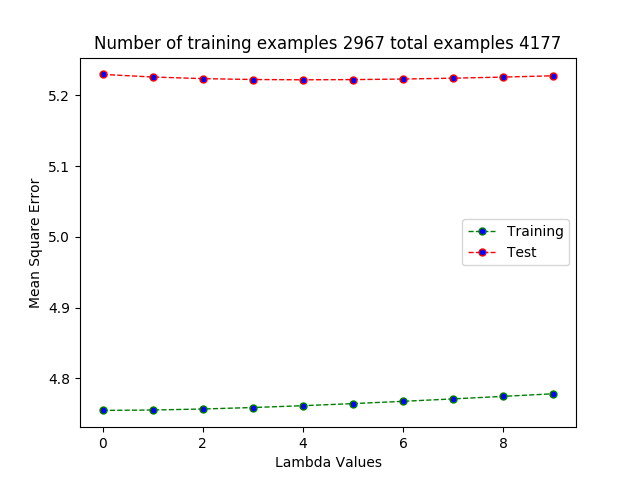 Number of training examples 2967 total examples 4177
5.2
5.1
5.0
4.9
4.8
Mean Square Error
Training
Test
0 2 4 6 8
Lambda Values